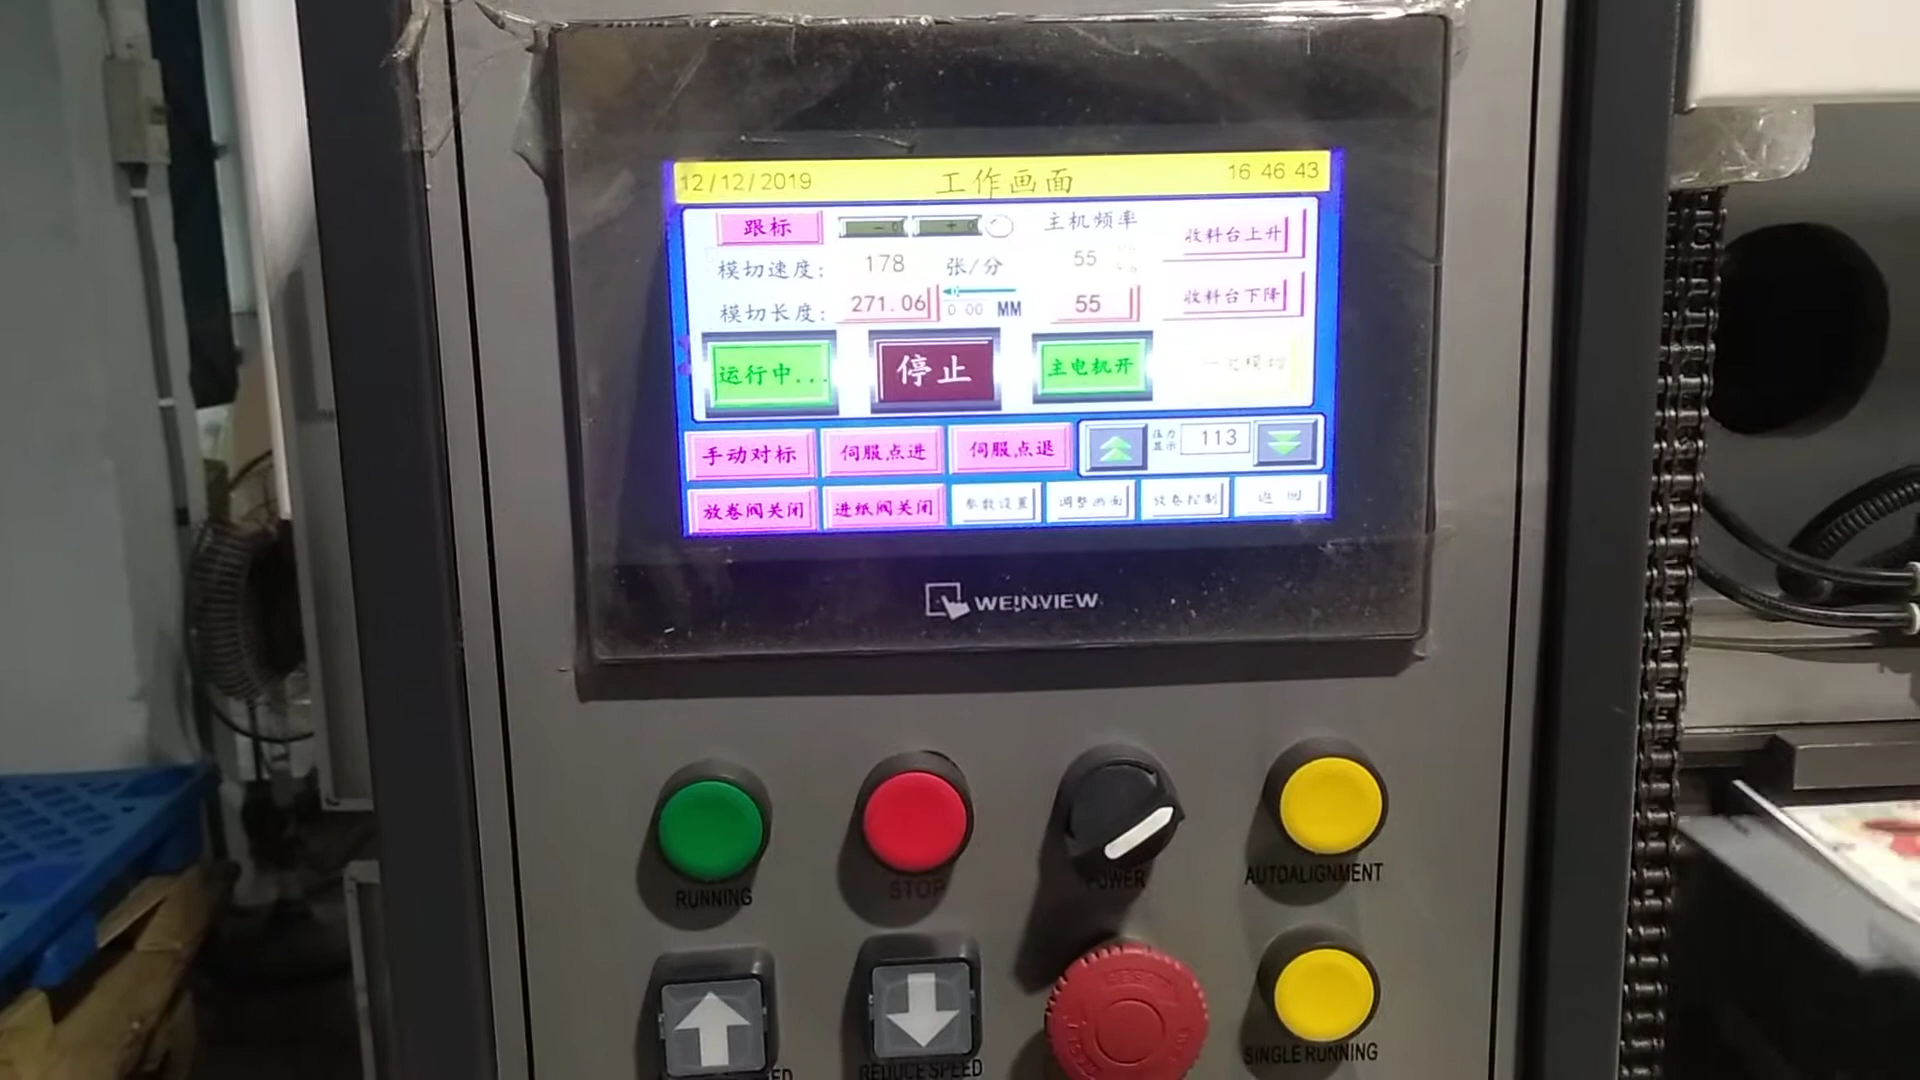 12/12/2019 工作画面 16 46 43
跟标 主机频率 收料台上升
模切速度: 178 张/分 55
模切长度: 271.06 0.00 MM 55 收料台下降
运行中... 停止 主电机开
手动对标 伺服点进 伺服点退 压力显示 113
放卷阀关闭 进纸阀关闭 参数设置 调整画面 放卷控制 返回
WEINVIEW
RUNNING STOP POWER AUTOALIGNMENT
REDUCE SPEED SINGLE RUNNING